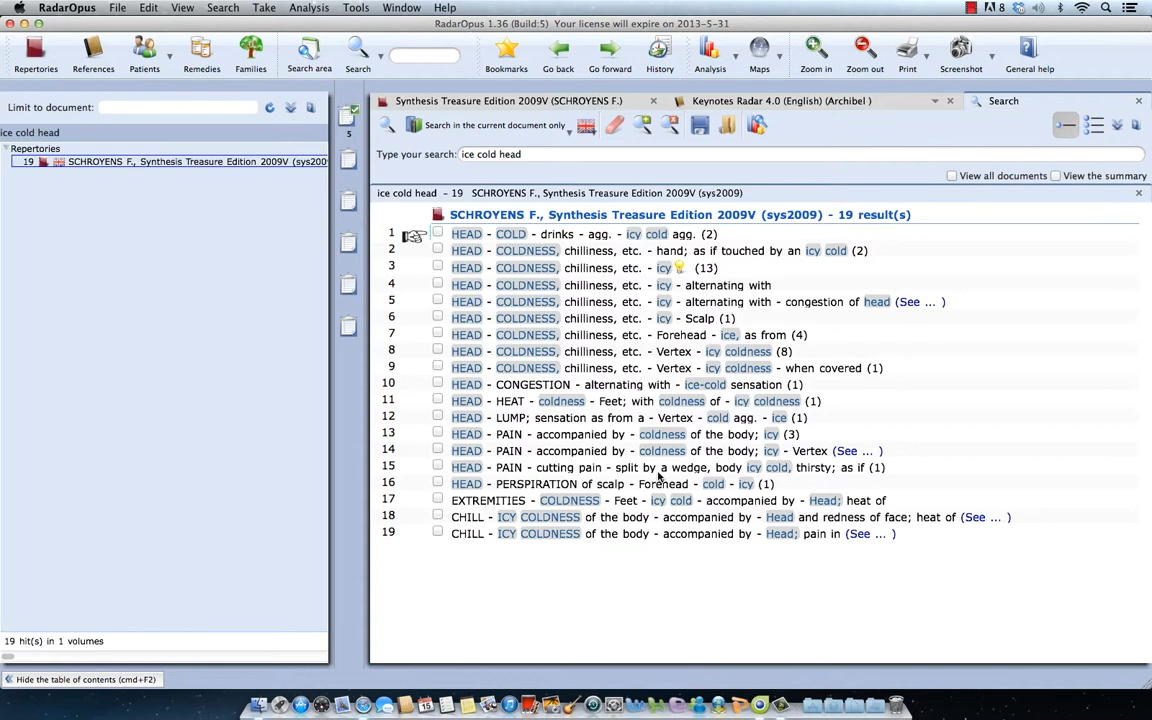 RadarOpus File Edit View Search Take Analysis Tools Window Help 8
RadarOpus 1.36 (Build:5) Your license will expire on 2013-5-31
Repertories References Patients Remedies Families Search area Search Bookmarks Go back Go forward History Analysis Maps Zoom in Zoom out Print Screenshot General help
Limit to document:
ice cold head
Repertories
19 SCHROYENS F., Synthesis Treasure Edition 2009V (sys2009
19 hit(s) in 1 volumes
Hide the table of contents (cmd+F2)
5
Synthesis Treasure Edition 2009V (SCHROYENS F.) Keynotes Radar 4.0 (English) (Archibel ) Search
Search in the current document only
Type your search: ice cold head
View all documents View the summary
ice cold head - 19 SCHROYENS F., Synthesis Treasure Edition 2009V (sys2009)
SCHROYENS F., Synthesis Treasure Edition 2009V (sys2009) - 19 result(s)
1 HEAD - COLD - drinks - agg. - icy cold agg. (2)
2 HEAD - COLDNESS, chilliness, etc. - hand; as if touched by an icy cold (2)
3 HEAD - COLDNESS, chilliness, etc. - icy (13)
4 HEAD - COLDNESS, chilliness, etc. - icy - alternating with
5 HEAD - COLDNESS, chilliness, etc. - icy - alternating with - congestion of head (See ... )
6 HEAD - COLDNESS, chilliness, etc. - icy - Scalp (1)
7 HEAD - COLDNESS, chilliness, etc. - Forehead - ice, as from (4)
8 HEAD - COLDNESS, chilliness, etc. - Vertex - icy coldness (8)
9 HEAD - COLDNESS, chilliness, etc. - Vertex - icy coldness - when covered (1)
10 HEAD - CONGESTION - alternating with - ice-cold sensation (1)
11 HEAD - HEAT - coldness - Feet; with coldness of - icy coldness (1)
12 HEAD - LUMP; sensation as from a - Vertex - cold agg. - ice (1)
13 HEAD - PAIN - accompanied by - coldness of the body; icy (3)
14 HEAD - PAIN - accompanied by - coldness of the body; icy - Vertex (See ... )
15 HEAD - PAIN - cutting pain - split by a wedge, body icy cold, thirsty; as if (1)
16 HEAD - PERSPIRATION of scalp - Forehead - cold - icy (1)
17 EXTREMITIES - COLDNESS - Feet - icy cold - accompanied by - Head; heat of
18 CHILL - ICY COLDNESS of the body - accompanied by - Head and redness of face; heat of (See ... )
19 CHILL - ICY COLDNESS of the body - accompanied by - Head; pain in (See ... )